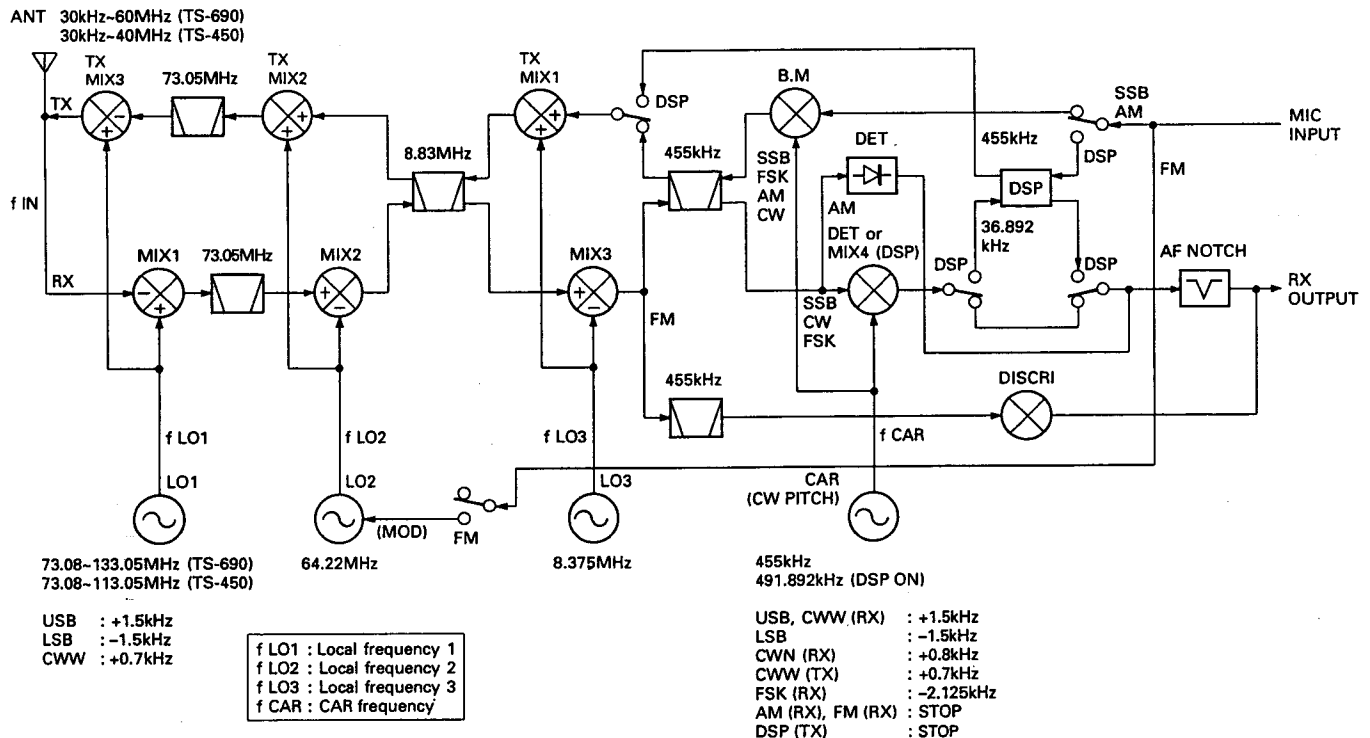 ANT 30kHz~60MHz (TS-690)
30kHz~40MHz (TS-450)
TX
MIX3
73.05MHz
TX
MIX2
TX
MIX1
DSP
B.M
SSB
AM
MIC
INPUT
TX
455kHz
DET
DSP
8.83MHz
455kHz
SSB
FSK
AM
CW
DSP
FM
f IN
AM
36.892
kHz
MIX1
73.05MHz
MIX2
MIX3
DET or
MIX4 (DSP)
DSP
DSP
AF NOTCH
RX
RX
OUTPUT
FM
SSB
CW
FSK
455kHz
DISCRI
f LO1
f LO2
f LO3
f CAR
LO1
LO2
LO3
CAR
(CW PITCH)
(MOD)
FM
73.08~133.05MHz (TS-690)
73.08~113.05MHz (TS-450)
64.22MHz
8.375MHz
455kHz
491.892kHz (DSP ON)
USB : +1.5kHz
LSB : -1.5kHz
CWW : +0.7kHz
f LO1 : Local frequency 1
f LO2 : Local frequency 2
f LO3 : Local frequency 3
f CAR : CAR frequency
USB, CWW (RX) : +1.5kHz
LSB : -1.5kHz
CWN (RX) : +0.8kHz
CWW (TX) : +0.7kHz
FSK (RX) : -2.125kHz
AM (RX), FM (RX) : STOP
DSP (TX) : STOP